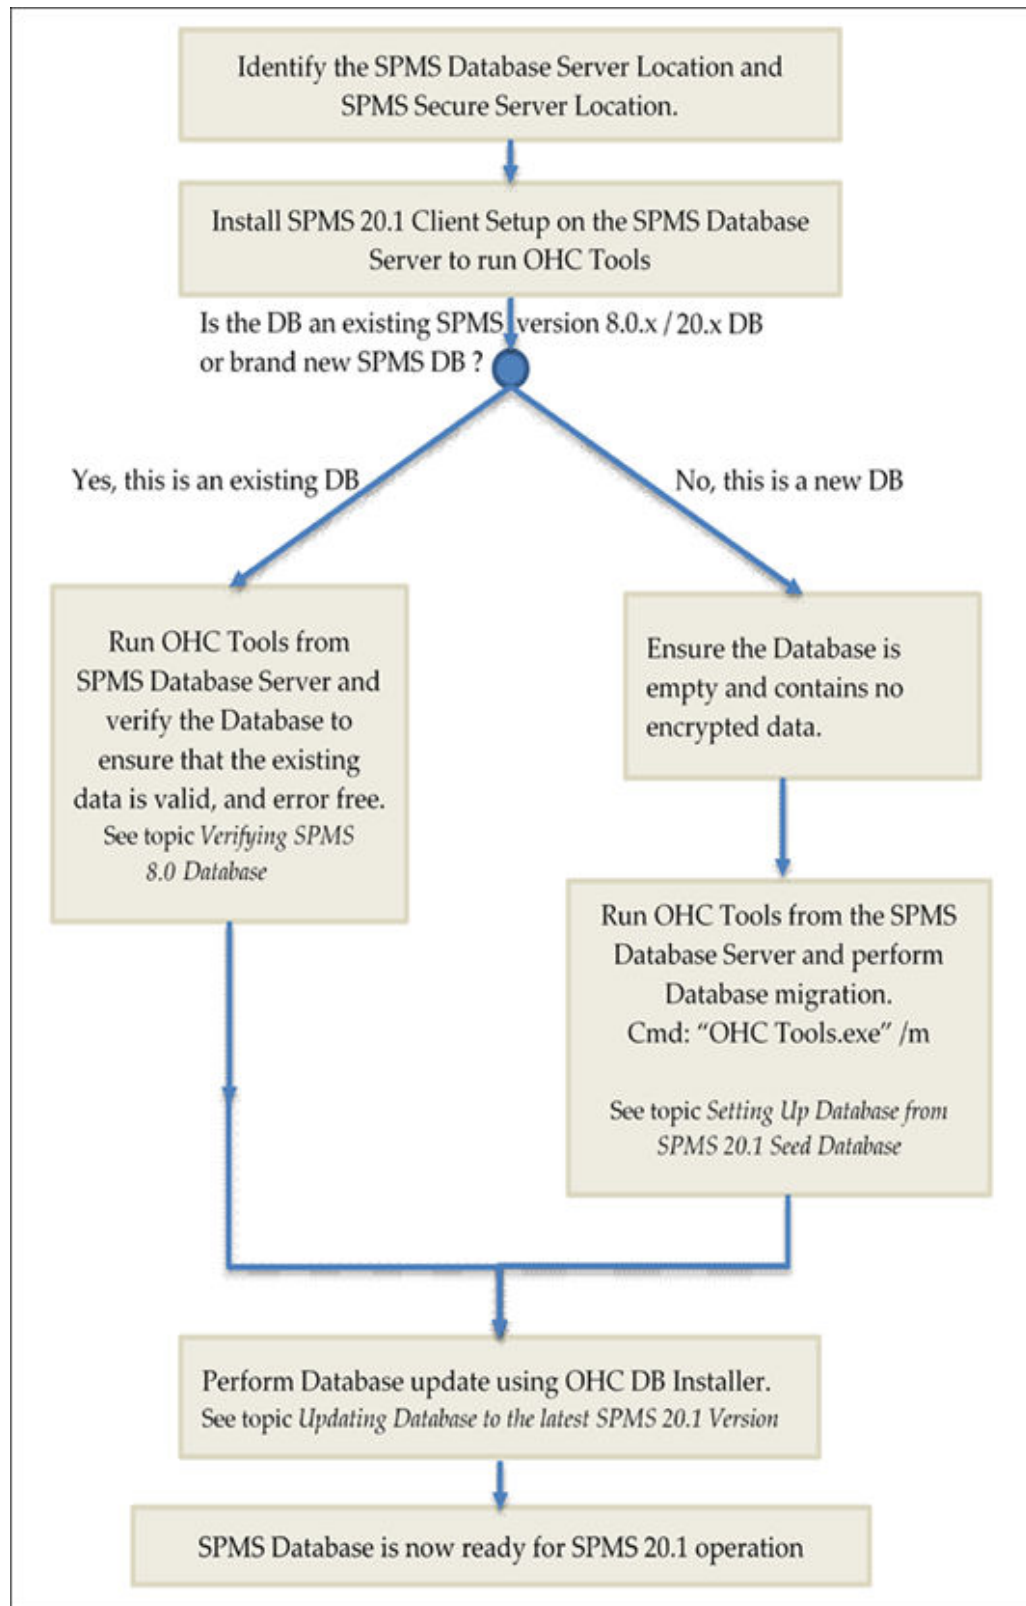 Identify the SPMS Database Server Location and
SPMS Secure Server Location.
Install SPMS 20.1 Client Setup on the SPMS Database
Server to run OHC Tools
Is the DB an existing SPMS version 8.0.x / 20.x DB
or brand new SPMS DB ?
Yes, this is an existing DB
No, this is a new DB
Run OHC Tools from
SPMS Database Server and
verify the Database to
ensure that the existing
data is valid, and error free.
See topic Verifying SPMS
8.0 Database
Ensure the Database is
empty and contains no
encrypted data.
Run OHC Tools from the SPMS
Database Server and perform
Database migration.
Cmd: “OHC Tools.exe” /m
See topic Setting Up Database from
SPMS 20.1 Seed Database
Perform Database update using OHC DB Installer.
See topic Updating Database to the latest SPMS 20.1 Version
SPMS Database is now ready for SPMS 20.1 operation